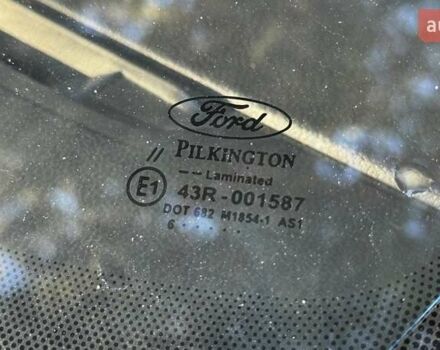 Ford
// PILKINGTON
-- Laminated
E1 43R-001587
DOT 682 M1854-1 AS1
6 . . . . . .